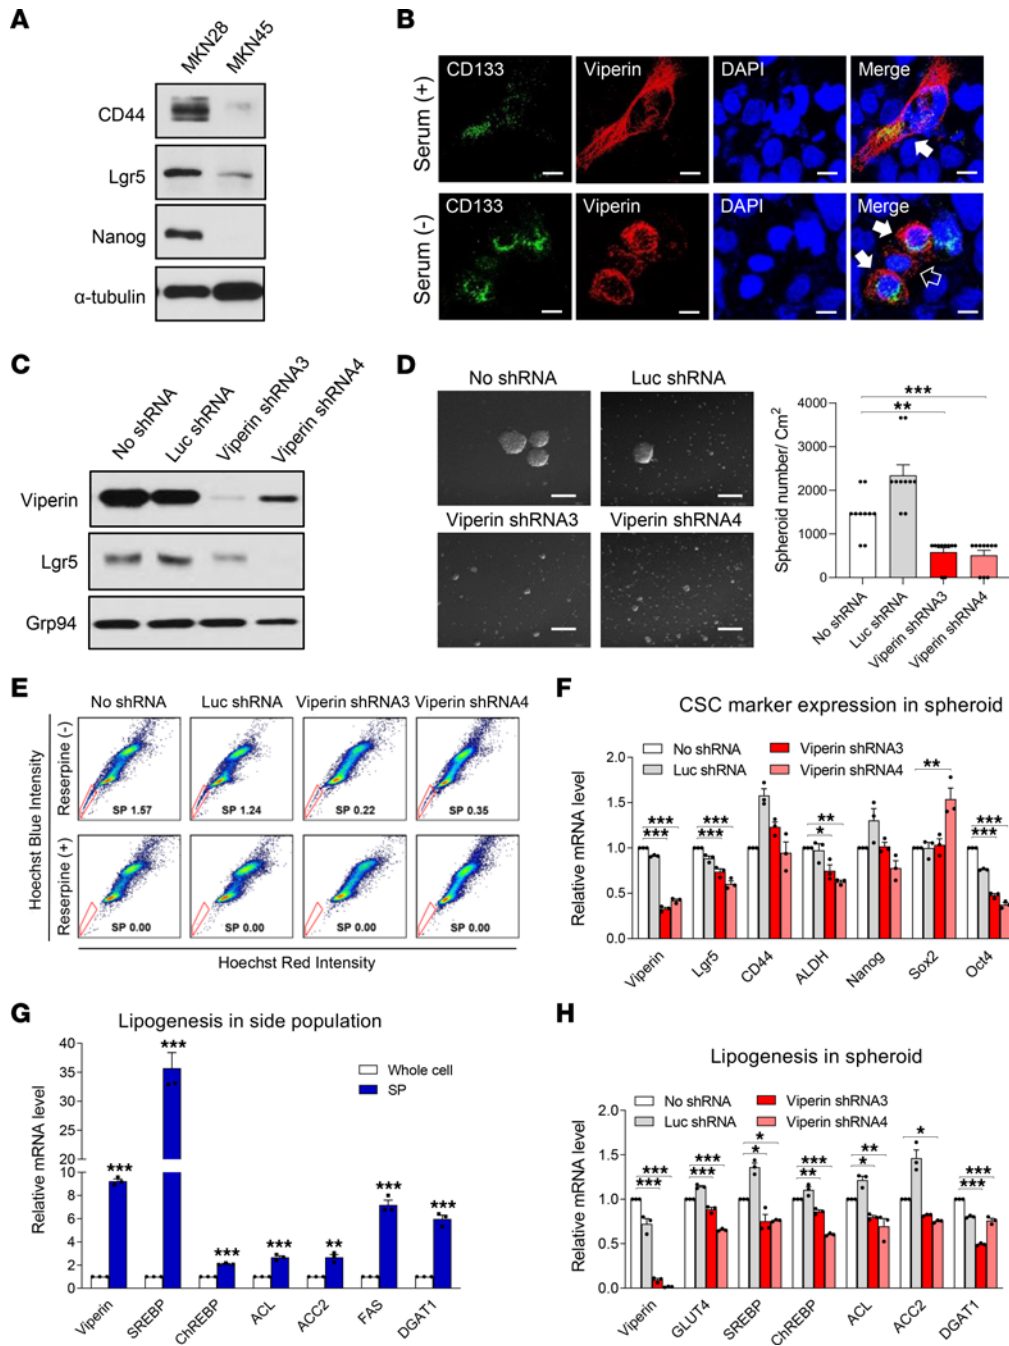 A
MKN28 MKN45
CD44
Lgr5
Nanog
α-tubulin
B
Serum (+)
CD133 Viperin DAPI Merge
Serum (-)
CD133 Viperin DAPI Merge
C
No shRNA Luc shRNA Viperin shRNA3 Viperin shRNA4
Viperin
Lgr5
Grp94
D
No shRNA Luc shRNA
Viperin shRNA3 Viperin shRNA4
Spheroid number/ Cm2
***
**
4000
3000
2000
1000
0
No shRNA Luc shRNA Viperin shRNA3 Viperin shRNA4
E
No shRNA Luc shRNA Viperin shRNA3 Viperin shRNA4
Hoechst Blue Intensity
Reserpine (-)
SP 1.57 SP 1.24 SP 0.22 SP 0.35
Reserpine (+)
SP 0.00 SP 0.00 SP 0.00 SP 0.00
Hoechst Red Intensity
F
CSC marker expression in spheroid
No shRNA Viperin shRNA3
Luc shRNA Viperin shRNA4
Relative mRNA level
2.0
1.5
1.0
0.5
0.0
*** *** ** **
*** *** * ***
***
Viperin Lgr5 CD44 ALDH Nanog Sox2 Oct4
G
Lipogenesis in side population
Whole cell
SP
Relative mRNA level
40
35
30
25
20
10
8
6
4
2
0
*** *** *** *** ** *** ***
Viperin SREBP ChREBP ACL ACC2 FAS DGAT1
H
Lipogenesis in spheroid
No shRNA Viperin shRNA3
Luc shRNA Viperin shRNA4
Relative mRNA level
2.0
1.5
1.0
0.5
0.0
*** *** * *** ** * ***
*** *** * ** * ***
Viperin GLUT4 SREBP ChREBP ACL ACC2 DGAT1